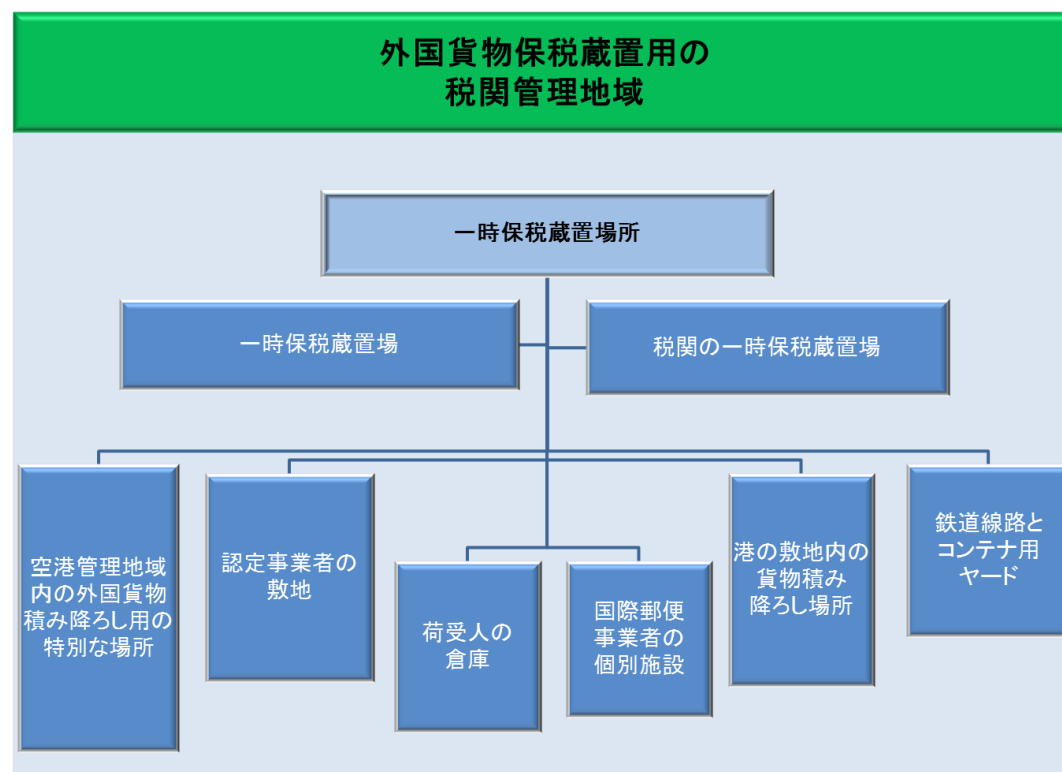 外国貨物保税蔵置用の
税関管理地域
一時保税蔵置場所
一時保税蔵置場
税関の一時保税蔵置場
空港管理地域
内の外国貨物
積み降ろし用の
特別な場所
認定事業者の
敷地
荷受人の
倉庫
国際郵便
事業者の
個別施設
港の敷地内の
貨物積み
降ろし場所
鉄道線路と
コンテナ用
ヤード